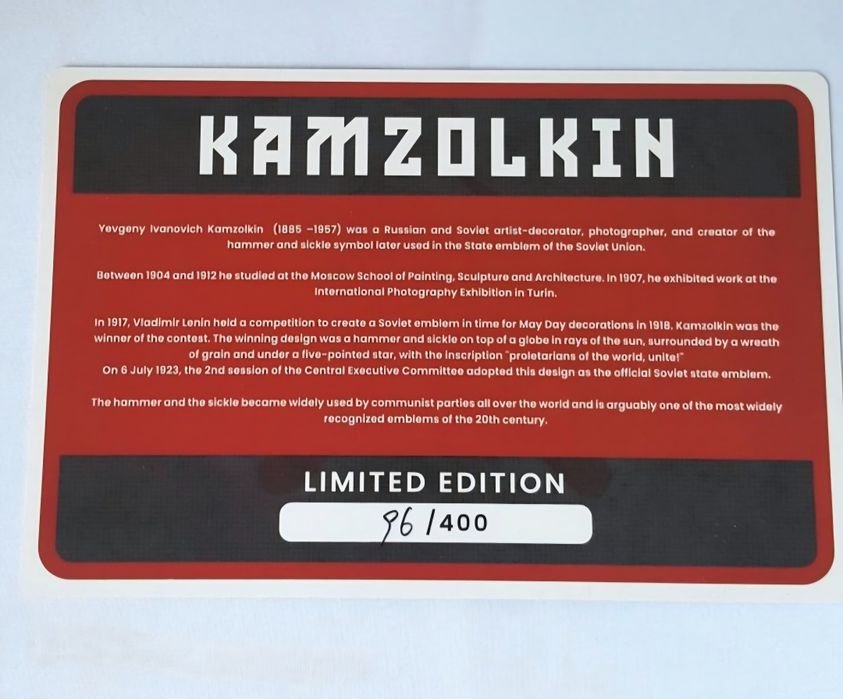 KAMZOLKIN
Yevgeny Ivanovich Kamzolkin (1885 –1957) was a Russian and Soviet artist-decorator, photographer, and creator of the
hammer and sickle symbol later used in the State emblem of the Soviet Union.
Between 1904 and 1912 he studied at the Moscow School of Painting, Sculpture and Architecture. In 1907, he exhibited work at the
International Photography Exhibition in Turin.
In 1917, Vladimir Lenin held a competition to create a Soviet emblem in time for May Day decorations in 1918. Kamzolkin was the
winner of the contest. The winning design was a hammer and sickle on top of a globe in rays of the sun, surrounded by a wreath
of grain and under a five-pointed star, with the inscription "proletarians of the world, unite!"
On 6 July 1923, the 2nd session of the Central Executive Committee adopted this design as the official Soviet state emblem.
The hammer and the sickle became widely used by communist parties all over the world and is arguably one of the most widely
recognized emblems of the 20th century.
LIMITED EDITION
96 /400